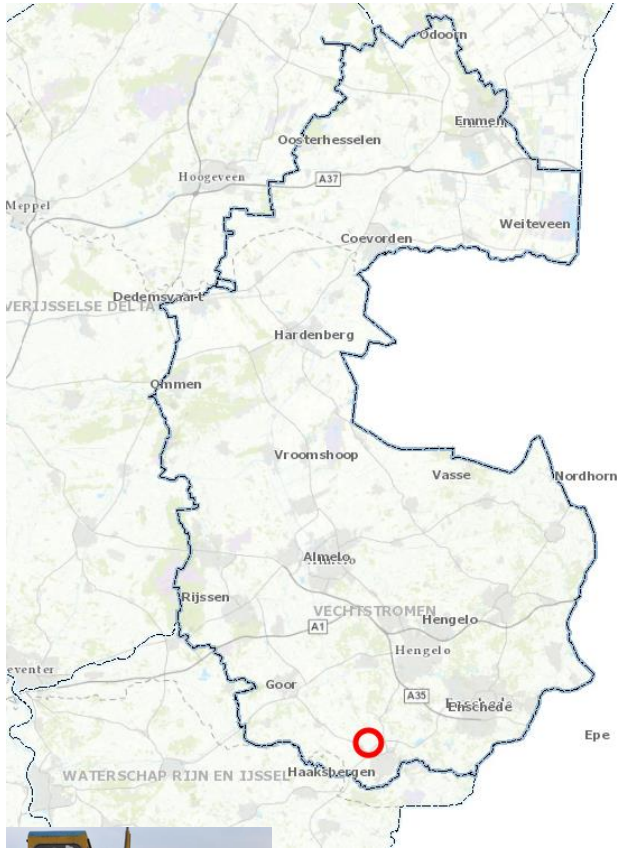 Odoorn
Emmen
Oosterhesselen
Hoogeveen
A37
Meppel
Weiteveen
Coevorden
Dedemsvaart
VERIJSSELSE DELTA
Hardenberg
Ommen
Vroomshoop
Vasse
Nordhorn
Almelo
Rijssen
VECHTSTROMEN
A1
Hengelo
Hengelo
eventer
Goor
A35
Enschede
Epe
WATERSCHAP RIJN EN IJSSEL
Haaksbergen